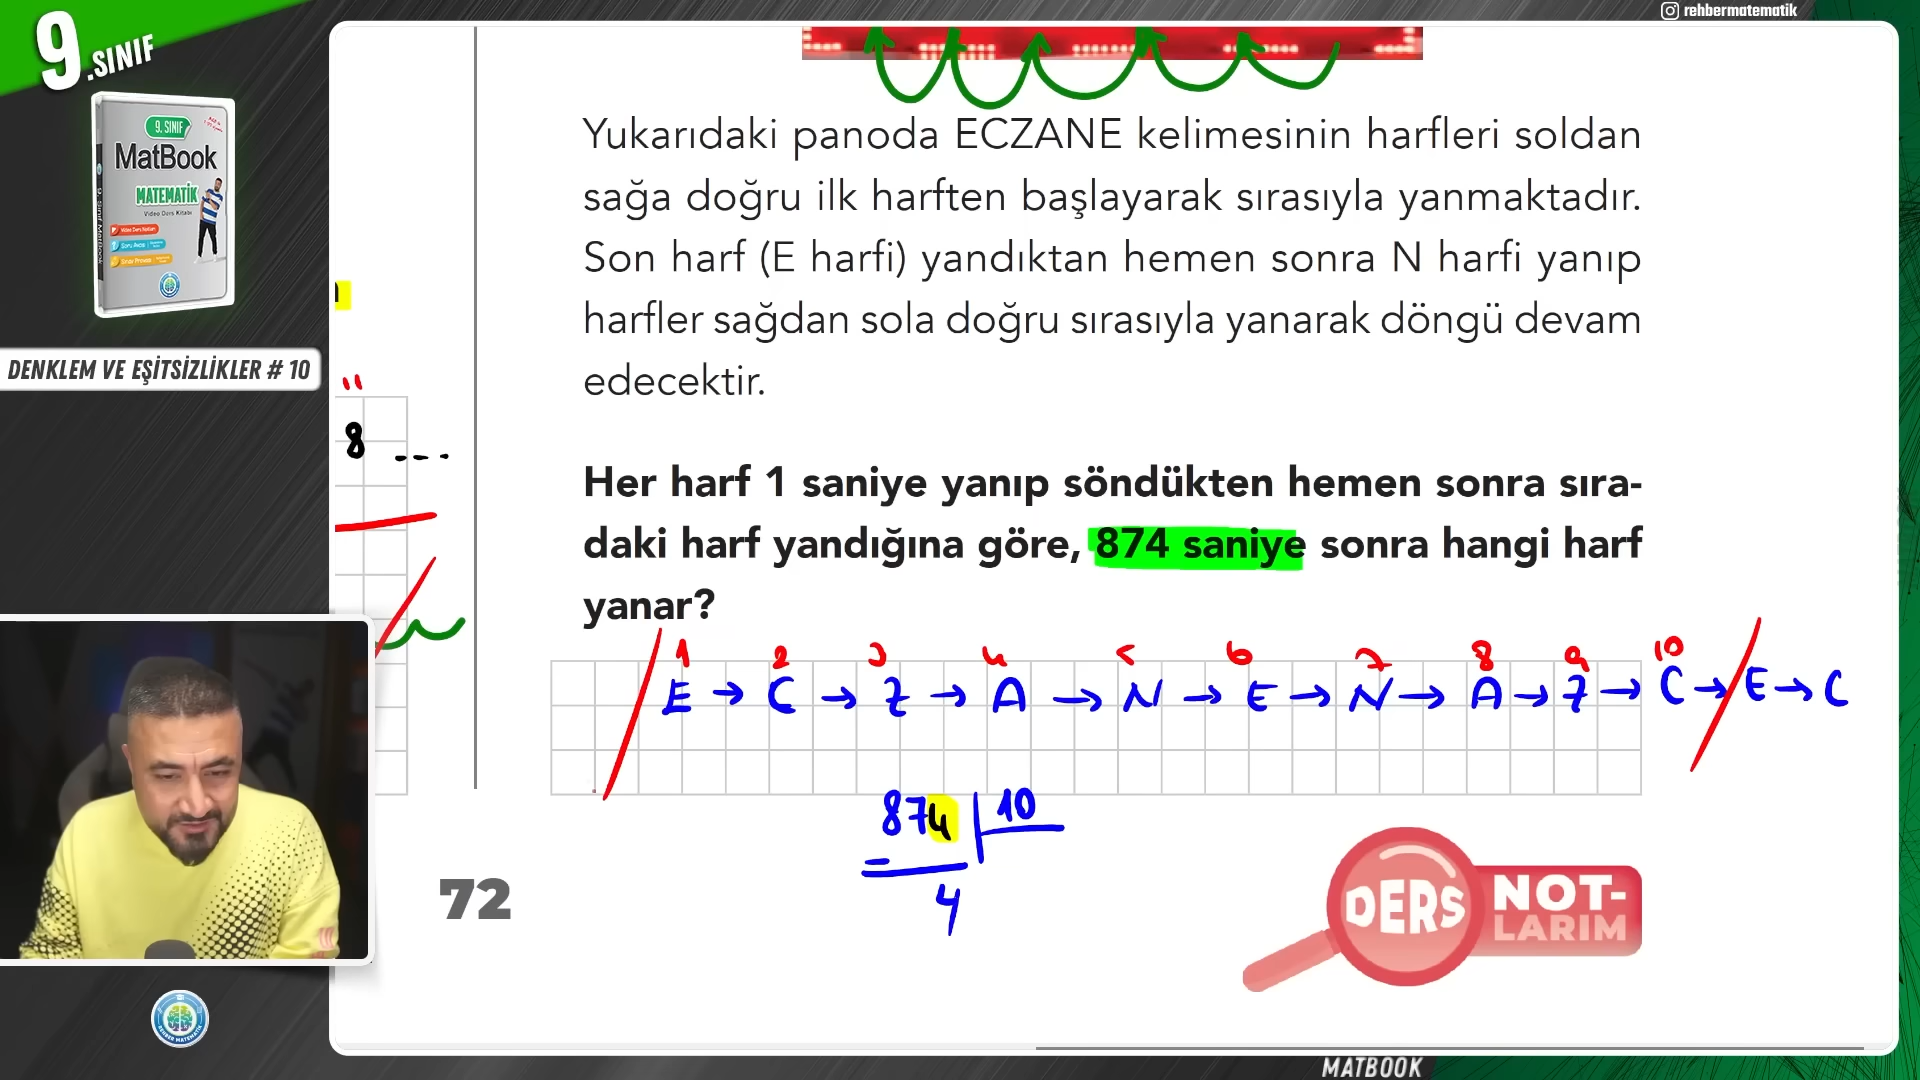 rehbermatematik
9.SINIF
9. SINIF
MatBook
MATEMATİK
Video Ders Kitabı
DENKLEM VE EŞİTSİZLİKLER # 10
11
8 ----
Yukarıdaki panoda ECZANE kelimesinin harfleri soldan
sağa doğru ilk harften başlayarak sırasıyla yanmaktadır.
Son harf (E harfi) yandıktan hemen sonra N harfi yanıp
harfler sağdan sola doğru sırasıyla yanarak döngü devam
edecektir.
Her harf 1 saniye yanıp söndükten hemen sonra sıra-
daki harf yandığına göre, 874 saniye sonra hangi harf
yanar?
1 2 3 4 5 6 7 8 9 10
E → C → Z → A → N → E → N → A → Z → C → E → C
874 10
4
72
DERS NOT-
LARIM
MATBOOK